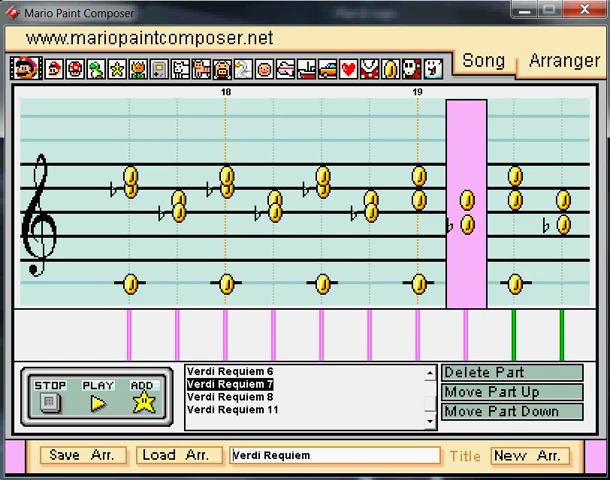 Mario Paint Composer
www.mariopaintcomposer.net
Song
Arranger
18
19
STOP
PLAY
ADD
Verdi Requiem 6
Verdi Requiem 7
Verdi Requiem 8
Verdi Requiem 11
Delete Part
Move Part Up
Move Part Down
Save Arr.
Load Arr.
Verdi Requiem
Title
New Arr.